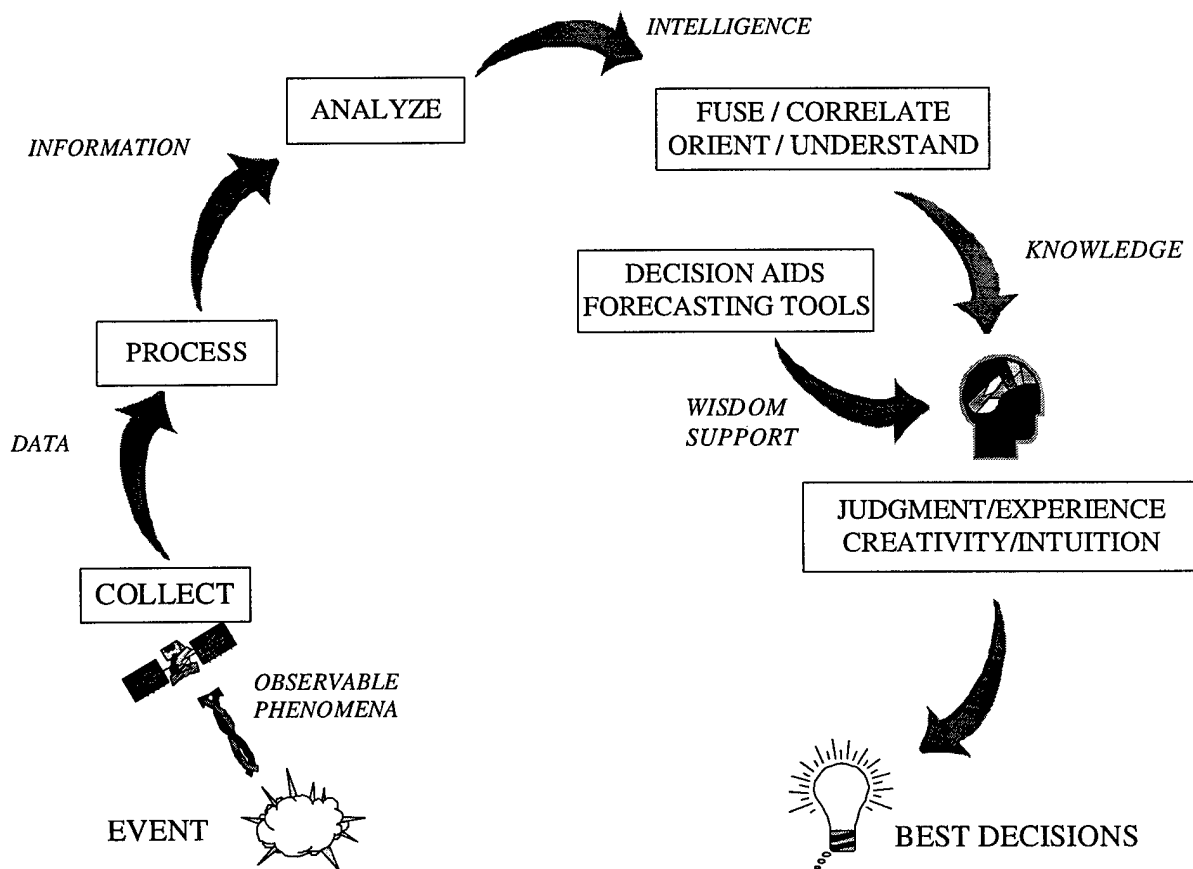 INTELLIGENCE
ANALYZE
FUSE / CORRELATE
ORIENT / UNDERSTAND
INFORMATION
KNOWLEDGE
DECISION AIDS
FORECASTING TOOLS
PROCESS
WISDOM
SUPPORT
DATA
JUDGMENT/EXPERIENCE
CREATIVITY/INTUITION
COLLECT
OBSERVABLE
PHENOMENA
EVENT
BEST DECISIONS